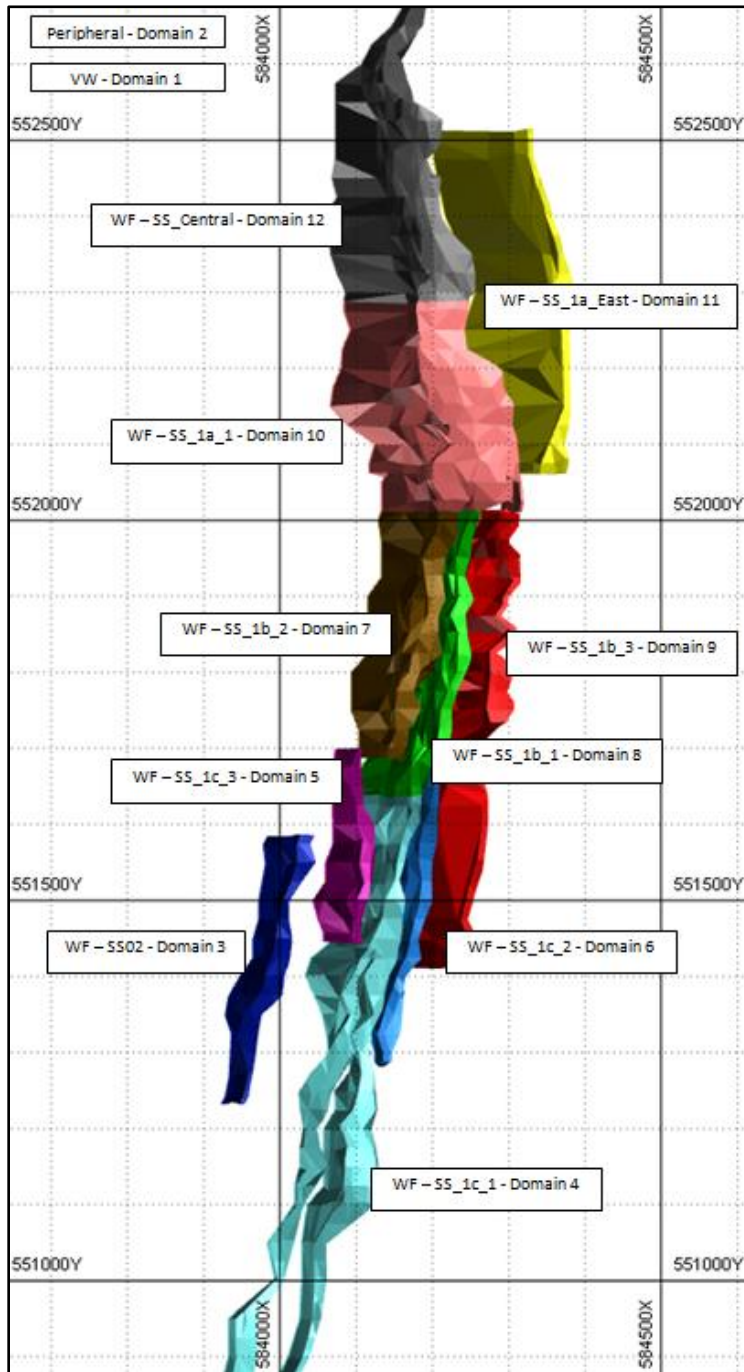 Peripheral - Domain 2
584000X
584500X
VW - Domain 1
552500Y
552500Y
WF – SS_Central - Domain 12
WF – SS_1a_East - Domain 11
WF – SS_1a_1 - Domain 10
552000Y
552000Y
WF – SS_1b_2 - Domain 7
WF – SS_1b_3 - Domain 9
WF – SS_1b_1 - Domain 8
WF – SS_1c_3 - Domain 5
551500Y
551500Y
WF – SS02 - Domain 3
WF – SS_1c_2 - Domain 6
WF – SS_1c_1 - Domain 4
551000Y
551000Y
584000X
584500X